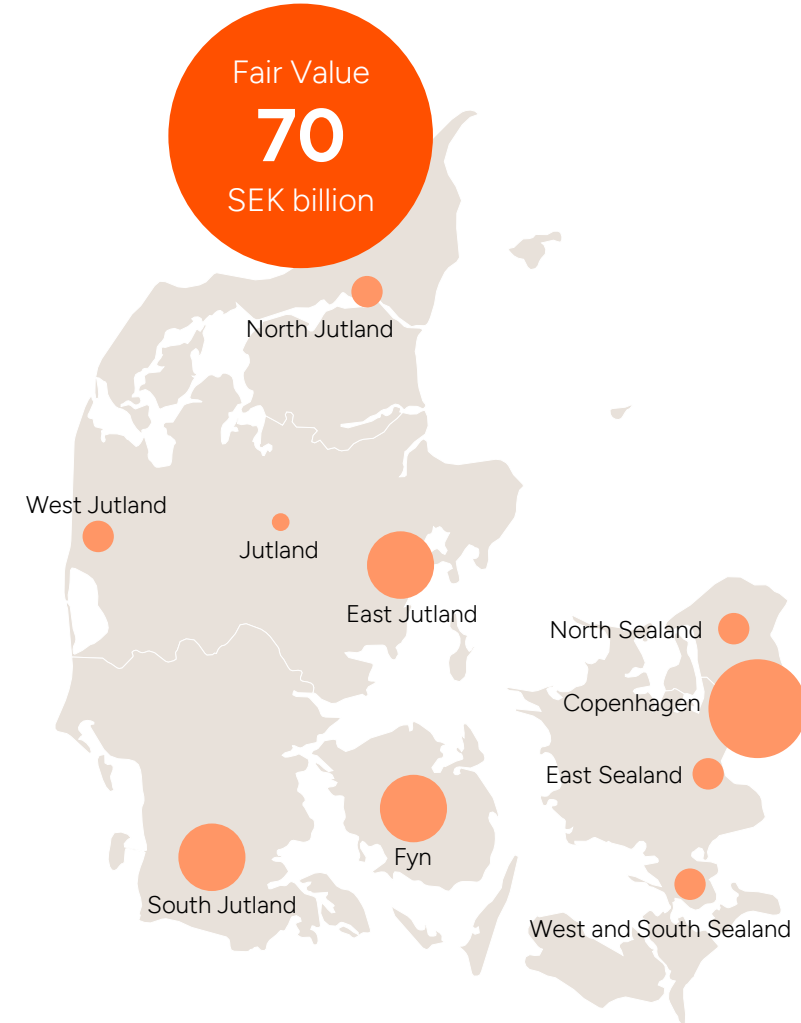 Fair Value
70
SEK billion
North Jutland
West Jutland
Jutland
East Jutland
North Sealand
Copenhagen
East Sealand
Fyn
South Jutland
West and South Sealand